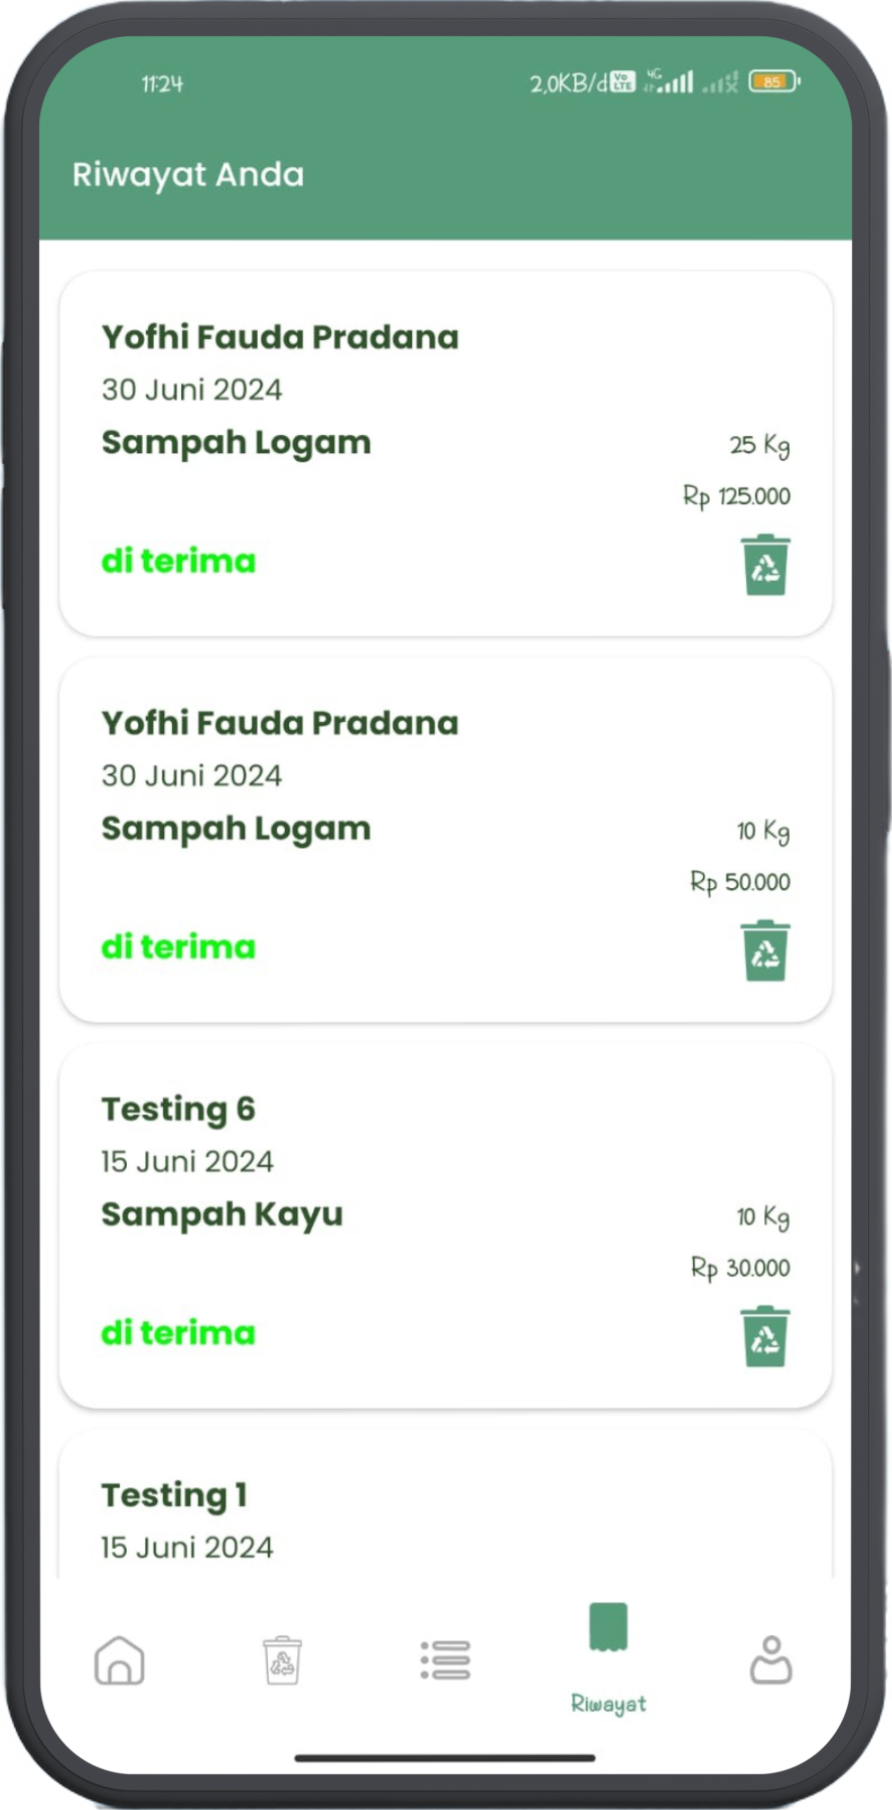 11:24
2,0KB/d Vo LTE 4G 85
Riwayat Anda
Yofhi Fauda Pradana
30 Juni 2024
Sampah Logam
25 Kg
Rp 125.000
di terima
Yofhi Fauda Pradana
30 Juni 2024
Sampah Logam
10 Kg
Rp 50.000
di terima
Testing 6
15 Juni 2024
Sampah Kayu
10 Kg
Rp 30.000
di terima
Testing 1
15 Juni 2024
Riwayat